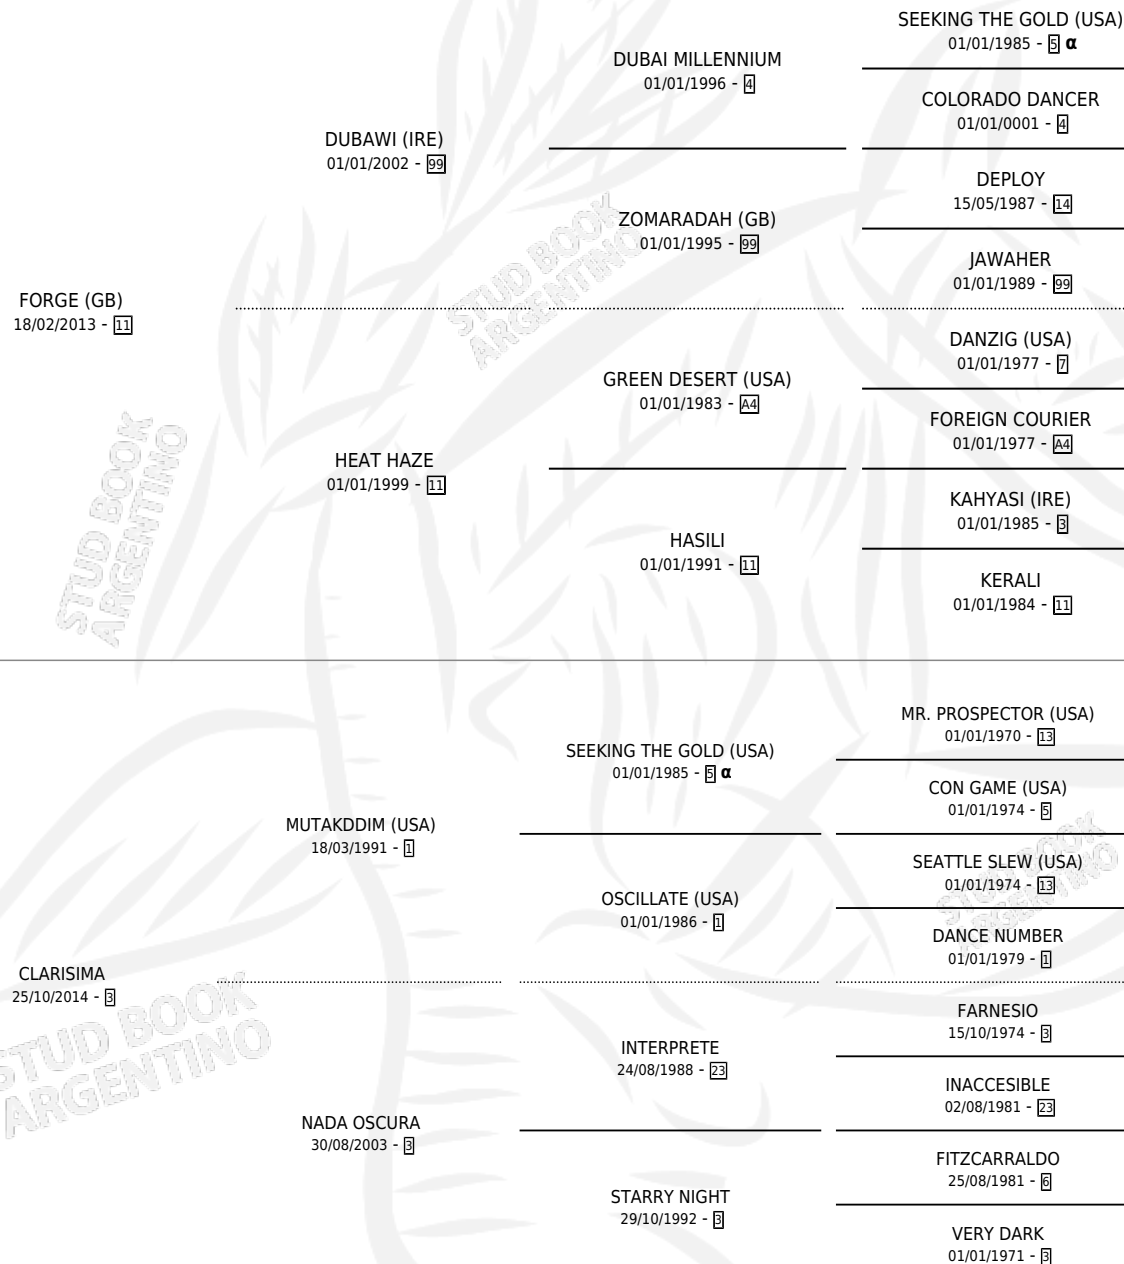 SEEKING THE GOLD (USA)
01/01/1985 - 5 α
DUBAI MILLENNIUM
01/01/1996 - 4
COLORADO DANCER
01/01/0001 - 4
DUBAWI (IRE)
01/01/2002 - 99
DEPLOY
15/05/1987 - 14
ZOMARADAH (GB)
01/01/1995 - 99
JAWAHER
01/01/1989 - 99
FORGE (GB)
18/02/2013 - 11
DANZIG (USA)
01/01/1977 - 7
GREEN DESERT (USA)
01/01/1983 - A4
FOREIGN COURIER
01/01/1977 - A4
HEAT HAZE
01/01/1999 - 11
KAHYASI (IRE)
01/01/1985 - 3
HASILI
01/01/1991 - 11
KERALI
01/01/1984 - 11
MR. PROSPECTOR (USA)
01/01/1970 - 13
SEEKING THE GOLD (USA)
01/01/1985 - 5 α
CON GAME (USA)
01/01/1974 - 5
MUTAKDDIM (USA)
18/03/1991 - 1
SEATTLE SLEW (USA)
01/01/1974 - 13
OSCILLATE (USA)
01/01/1986 - 1
DANCE NUMBER
01/01/1979 - 1
CLARISIMA
25/10/2014 - 3
FARNESIO
15/10/1974 - 3
INTERPRETE
24/08/1988 - 23
INACCESIBLE
02/08/1981 - 23
NADA OSCURA
30/08/2003 - 3
FITZCARRALDO
25/08/1981 - 6
STARRY NIGHT
29/10/1992 - 3
VERY DARK
01/01/1971 - 3
STUD BOOK
ARGENTINO
STUD BOOK
ARGENTINO
STUD BOOK
ARGENTINO
STUD BOOK
ARGENTINO